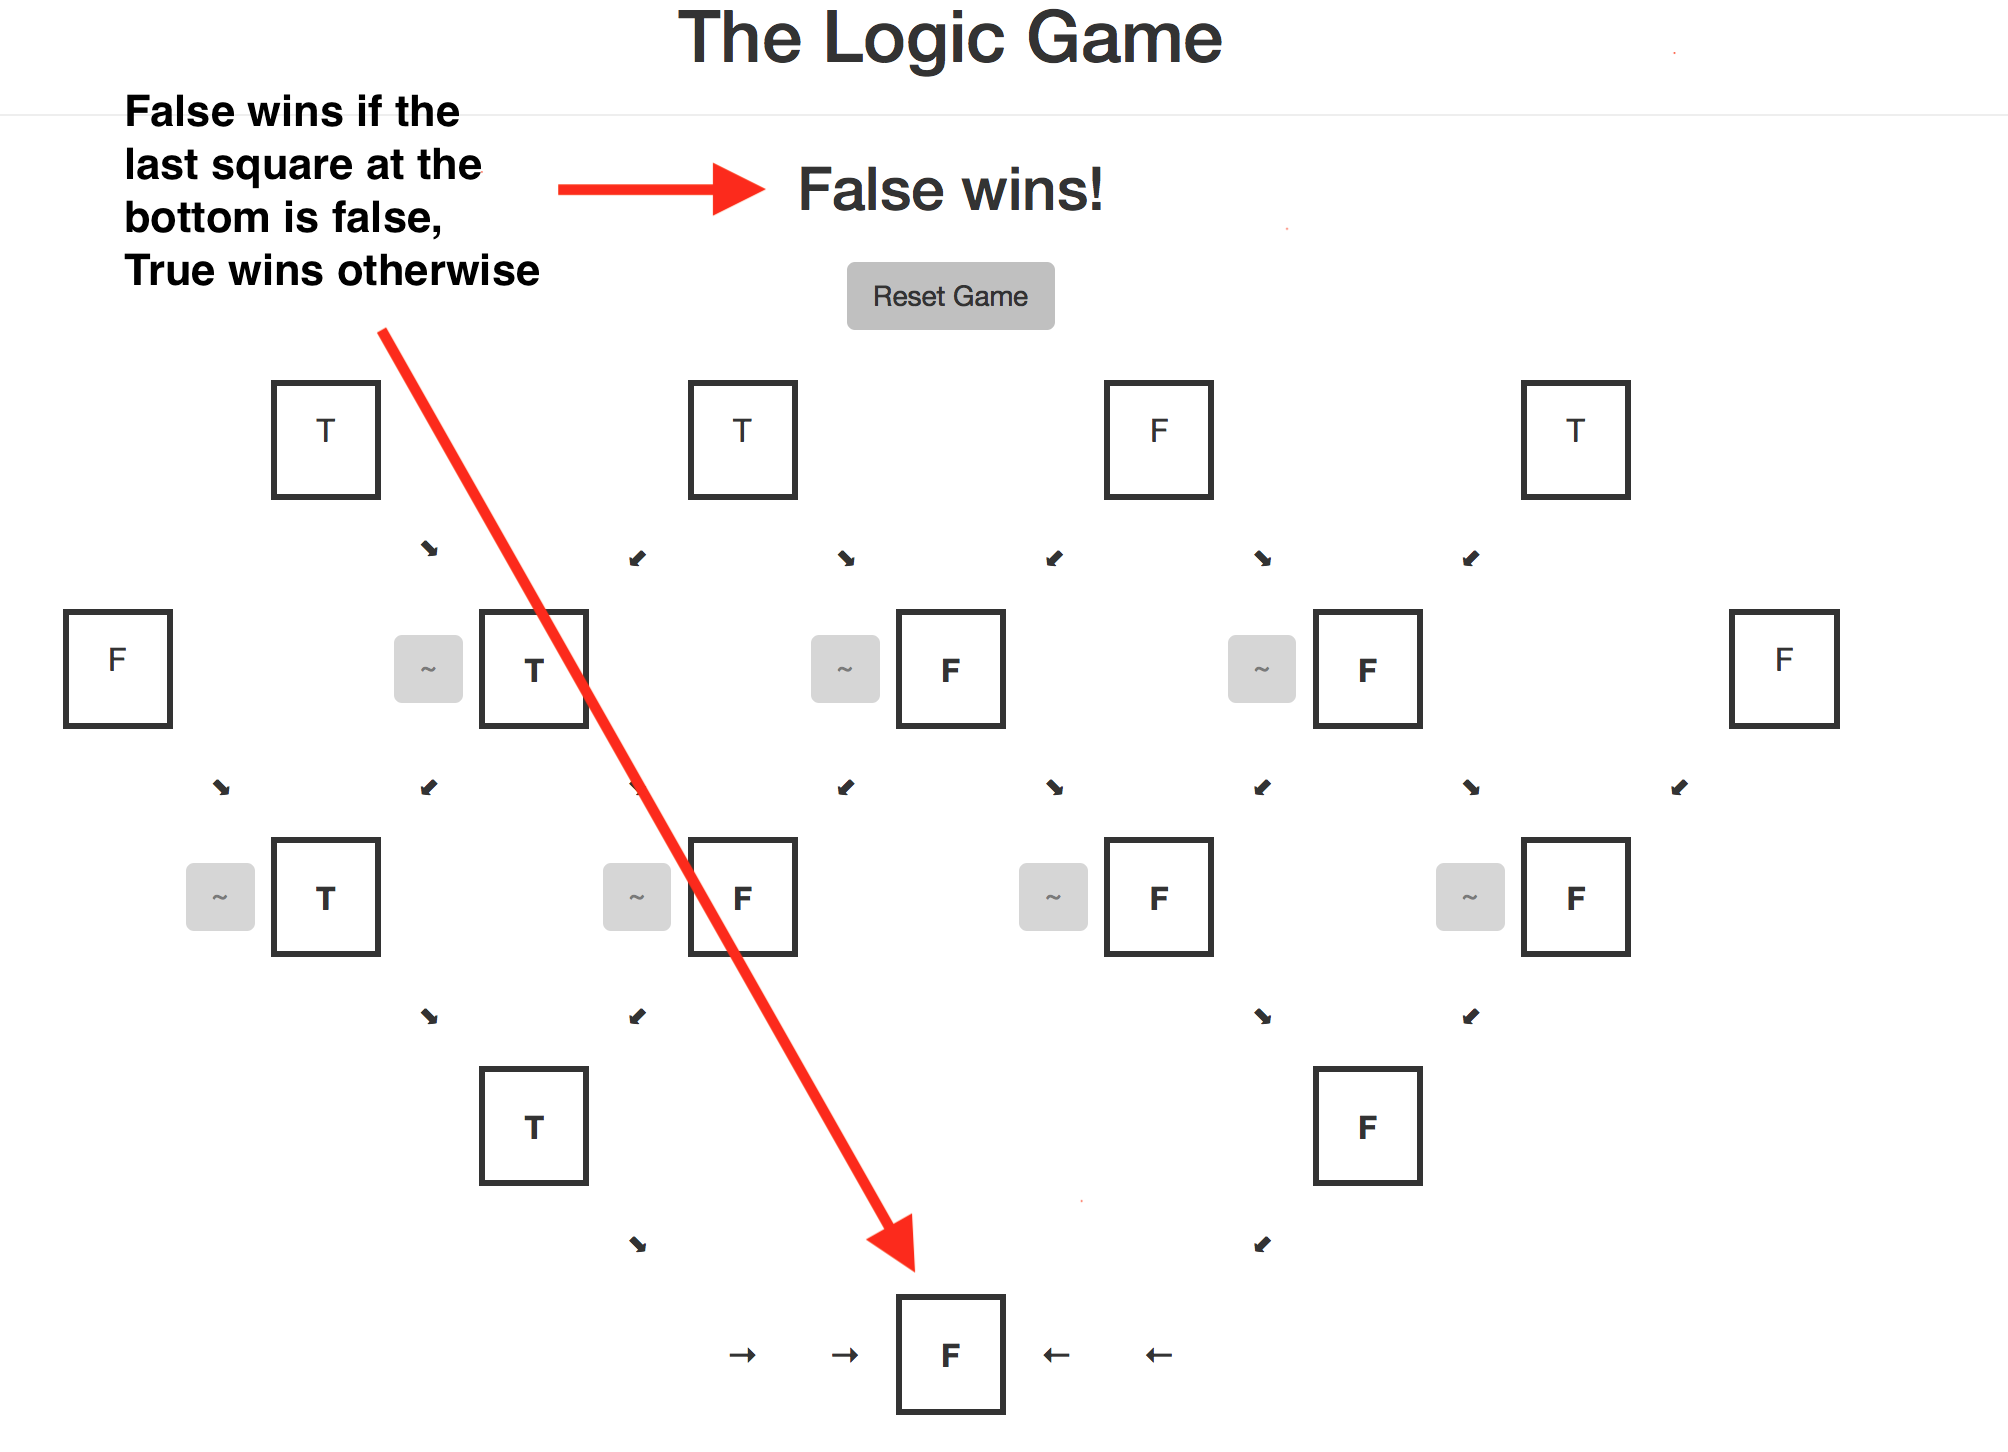 The Logic Game
False wins if the
last square at the
bottom is false,
True wins otherwise
False wins!
Reset Game
T T F T
F ~ T ~ F ~ F F
~ T ~ F ~ F ~ F
T F
F